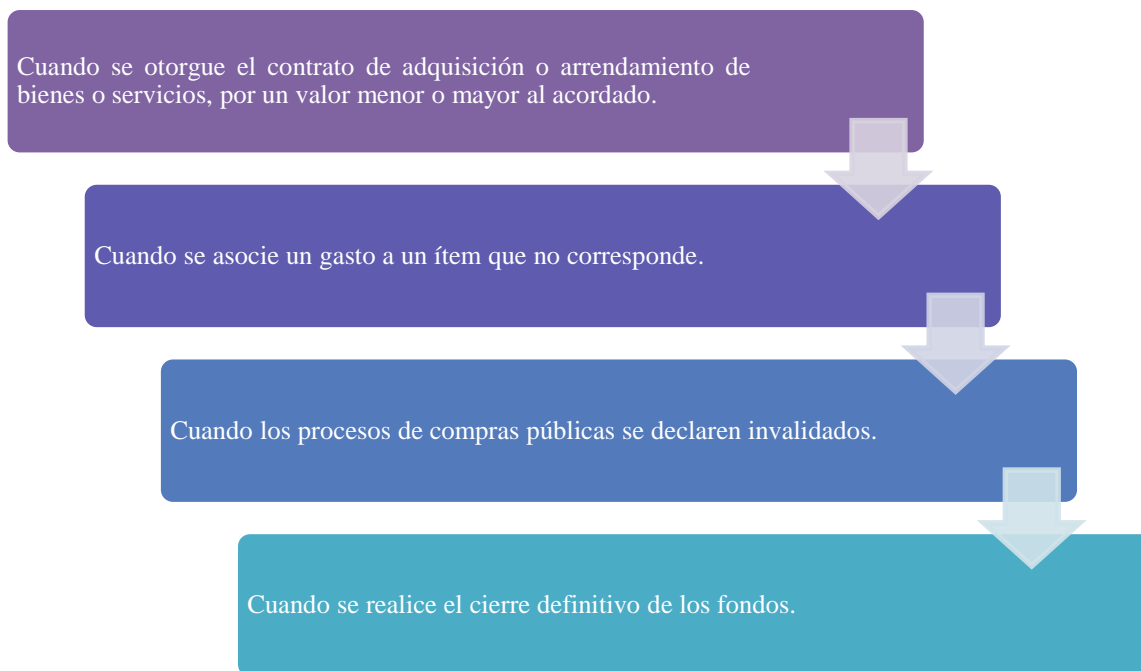 Cuando se otorgue el contrato de adquisición o arrendamiento de
bienes o servicios, por un valor menor o mayor al acordado.
Cuando se asocie un gasto a un ítem que no corresponde.
Cuando los procesos de compras públicas se declaren invalidados.
Cuando se realice el cierre definitivo de los fondos.